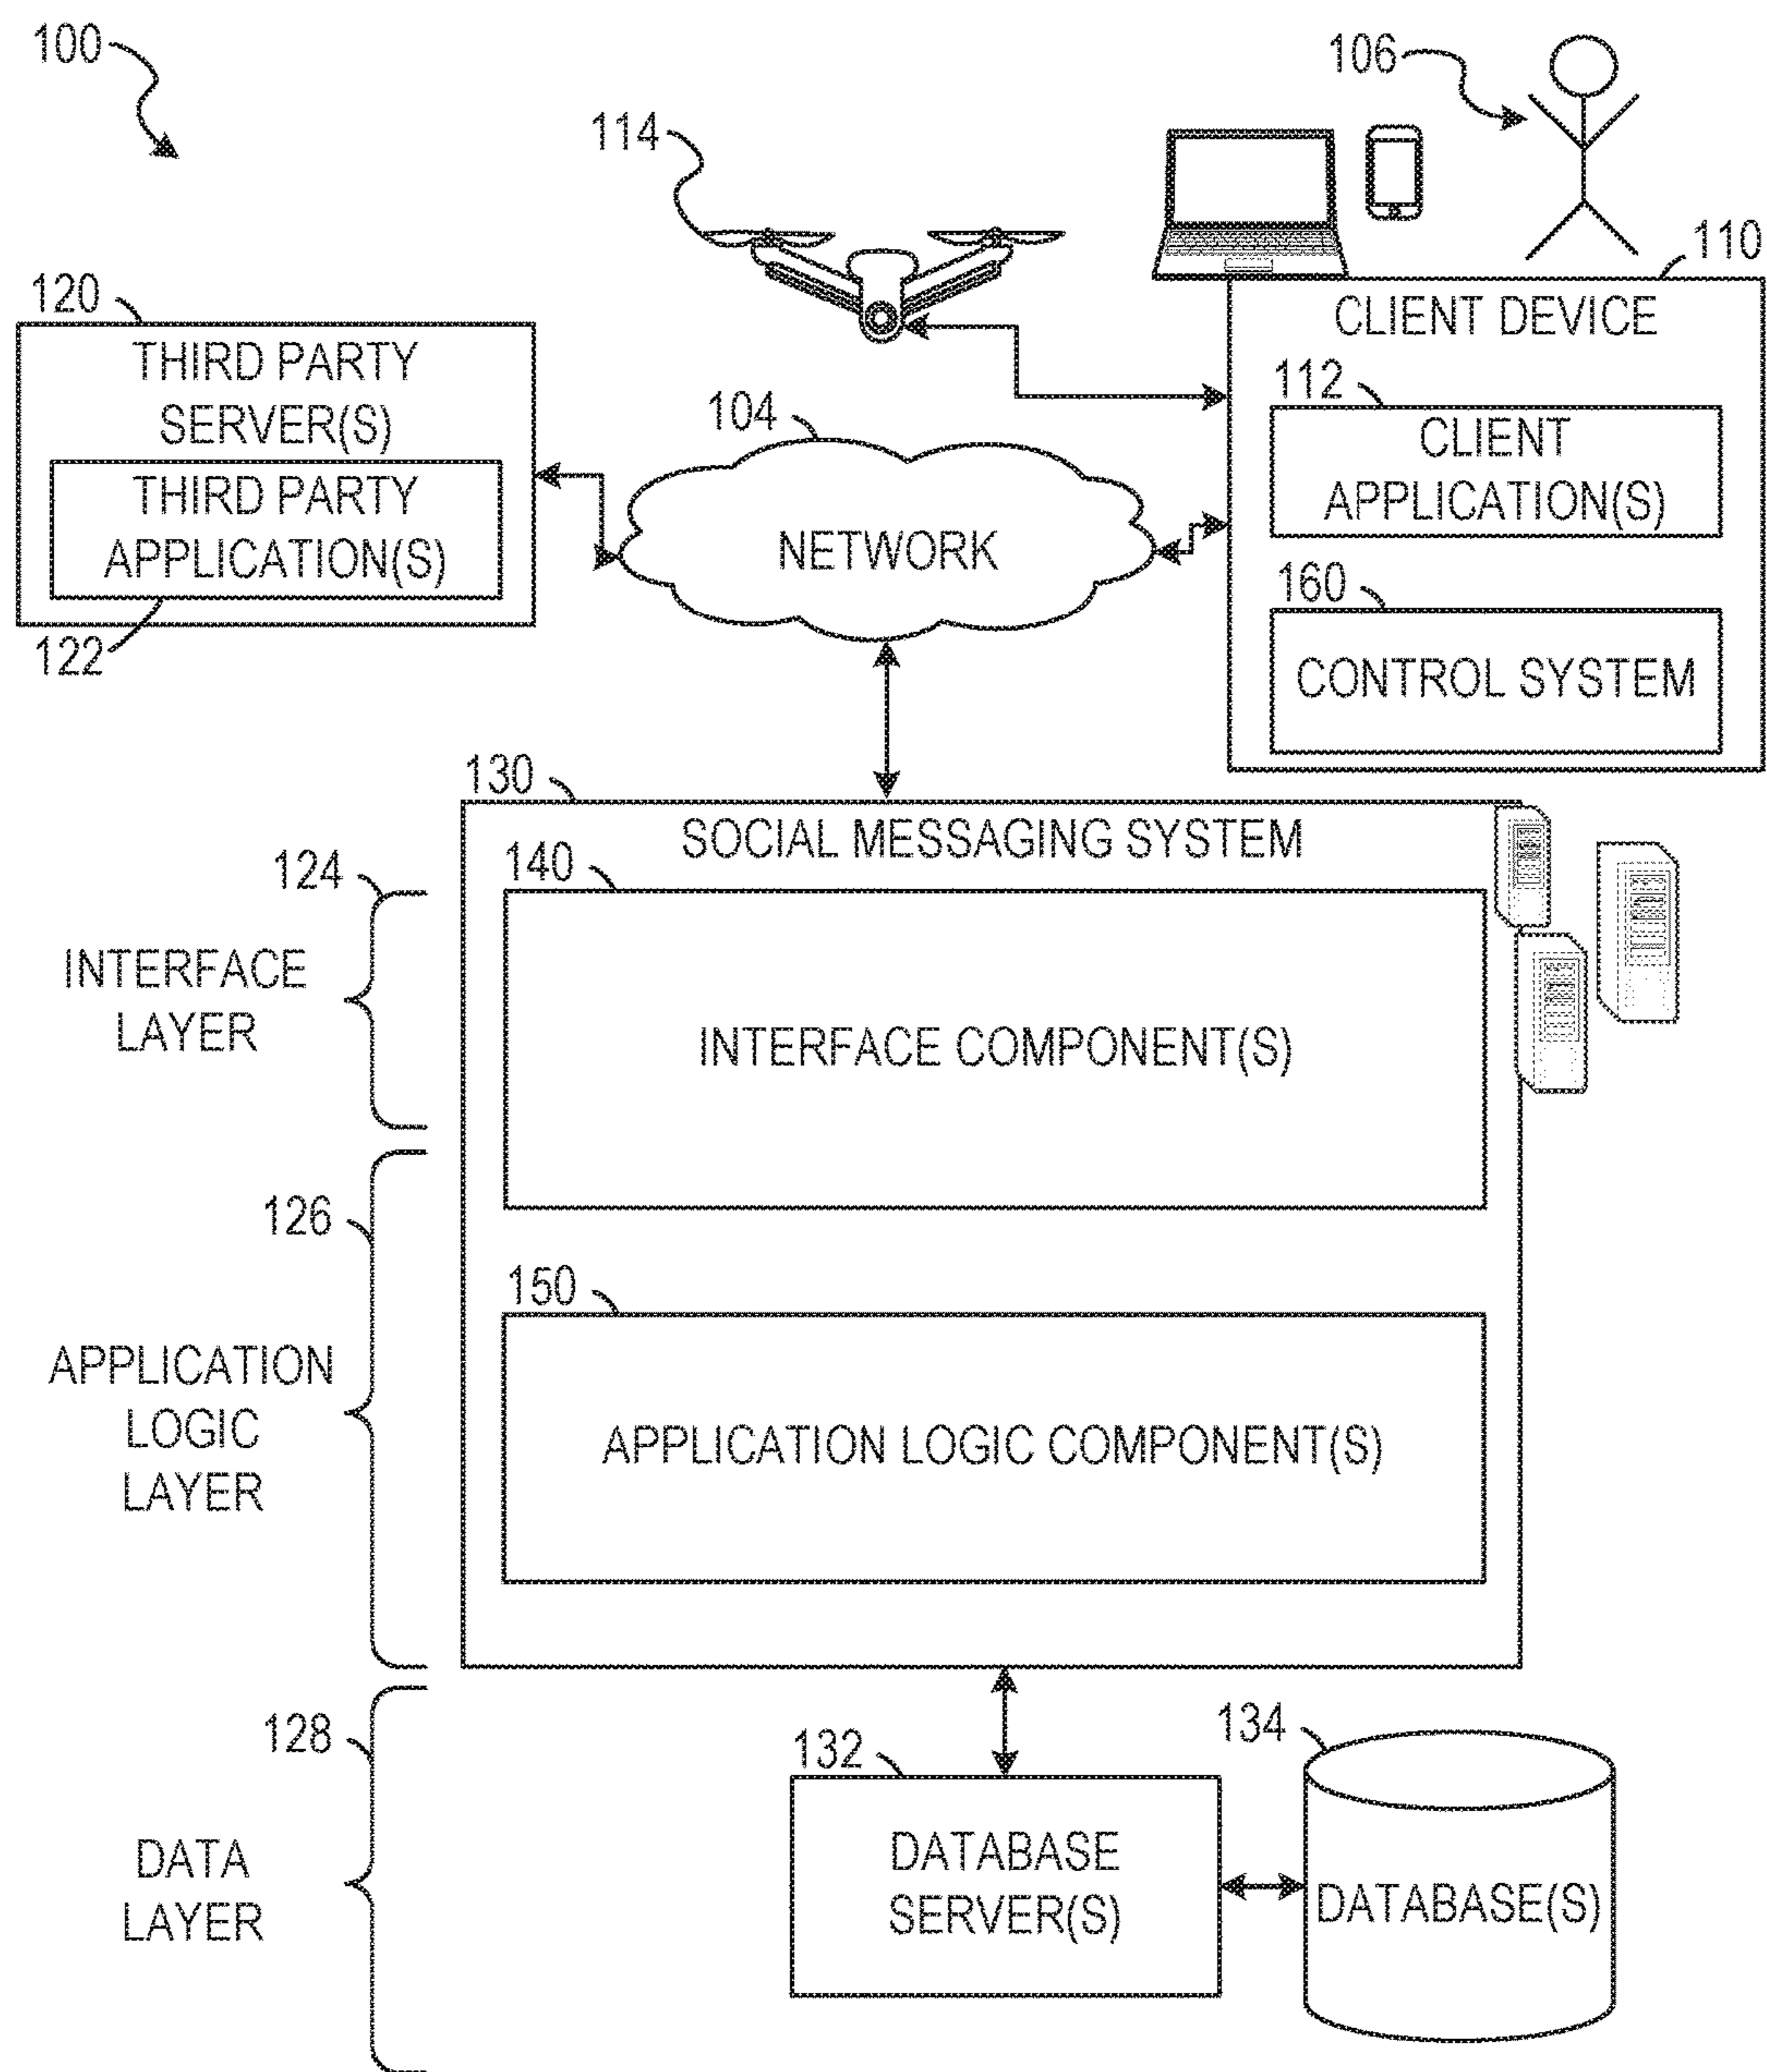 100
106
114
110
120
CLIENT DEVICE
THIRD PARTY
SERVER(S)
112
CLIENT
APPLICATION(S)
104
THIRD PARTY
APPLICATION(S)
NETWORK
160
122
CONTROL SYSTEM
130
SOCIAL MESSAGING SYSTEM
124
140
INTERFACE
LAYER
INTERFACE COMPONENT(S)
126
150
APPLICATION
LOGIC
LAYER
APPLICATION LOGIC COMPONENT(S)
128
132
134
DATA
LAYER
DATABASE
SERVER(S)
DATABASE(S)